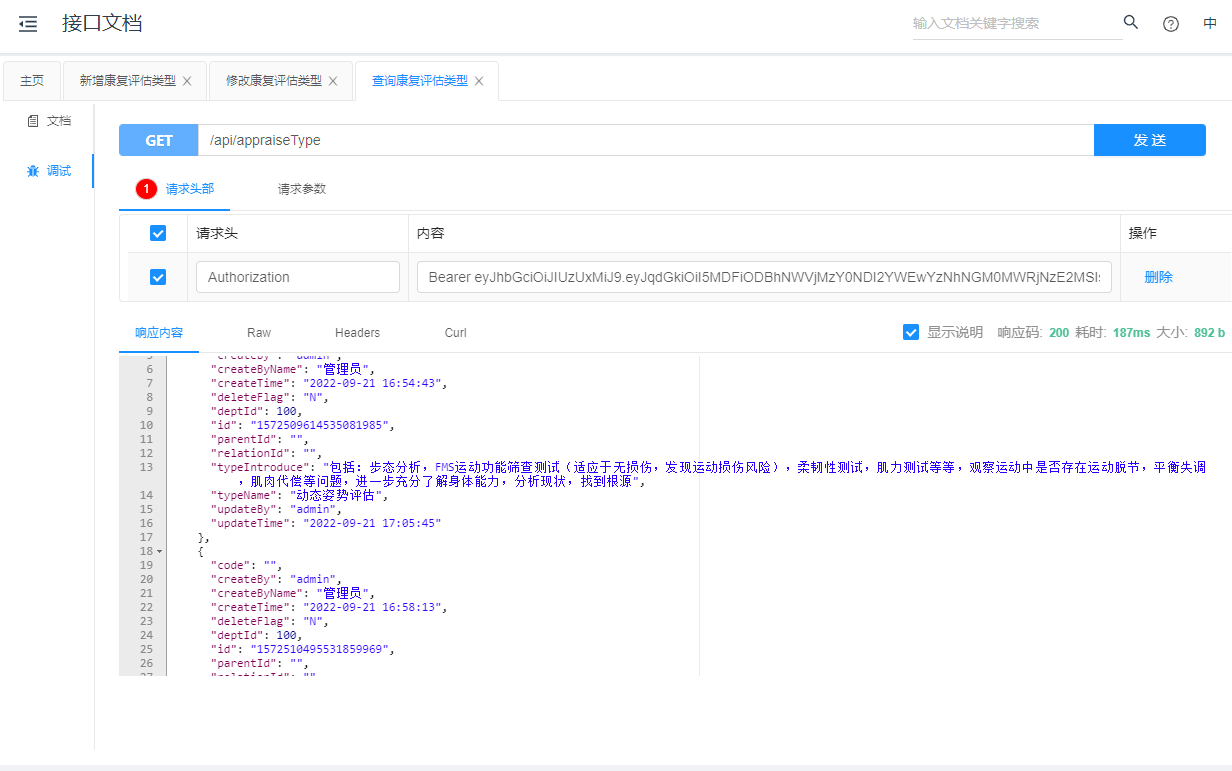 接口文档
输入文档关键字搜索
中
主页
新增康复评估类型
修改康复评估类型
查询康复评估类型
文档
调试
GET /api/appraiseType 发 送
1 请求头部 请求参数
请求头 内容 操作
Authorization Bearer eyJhbGciOiJIUzUxMiJ9.eyJqdGkiOiI5MDFiODBhNWVjMzY0NDI2YWEwYzNhNGM0MWRjNzE2MSIs 删除
响应内容 Raw Headers Curl 显示说明 响应码: 200 耗时: 187ms 大小: 892 b
5 "createBy": "admin",
6 "createByName": "管理员",
7 "createTime": "2022-09-21 16:54:43",
8 "deleteFlag": "N",
9 "deptId": 100,
10 "id": "1572509614535081985",
11 "parentId": "",
12 "relationId": "",
13 "typeIntroduce": "包括：步态分析，FMS运动功能筛查测试（适应于无损伤，发现运动损伤风险），柔韧性测试，肌力测试等等，观察运动中是否存在运动脱节，平衡失调
，肌肉代偿等问题，进一步充分了解身体能力，分析现状，找到根源",
14 "typeName": "动态姿势评估",
15 "updateBy": "admin",
16 "updateTime": "2022-09-21 17:05:45"
17 },
18 {
19 "code": "",
20 "createBy": "admin",
21 "createByName": "管理员",
22 "createTime": "2022-09-21 16:58:13",
23 "deleteFlag": "N",
24 "deptId": 100,
25 "id": "1572510495531859969",
26 "parentId": "",
27 "relationId": ""